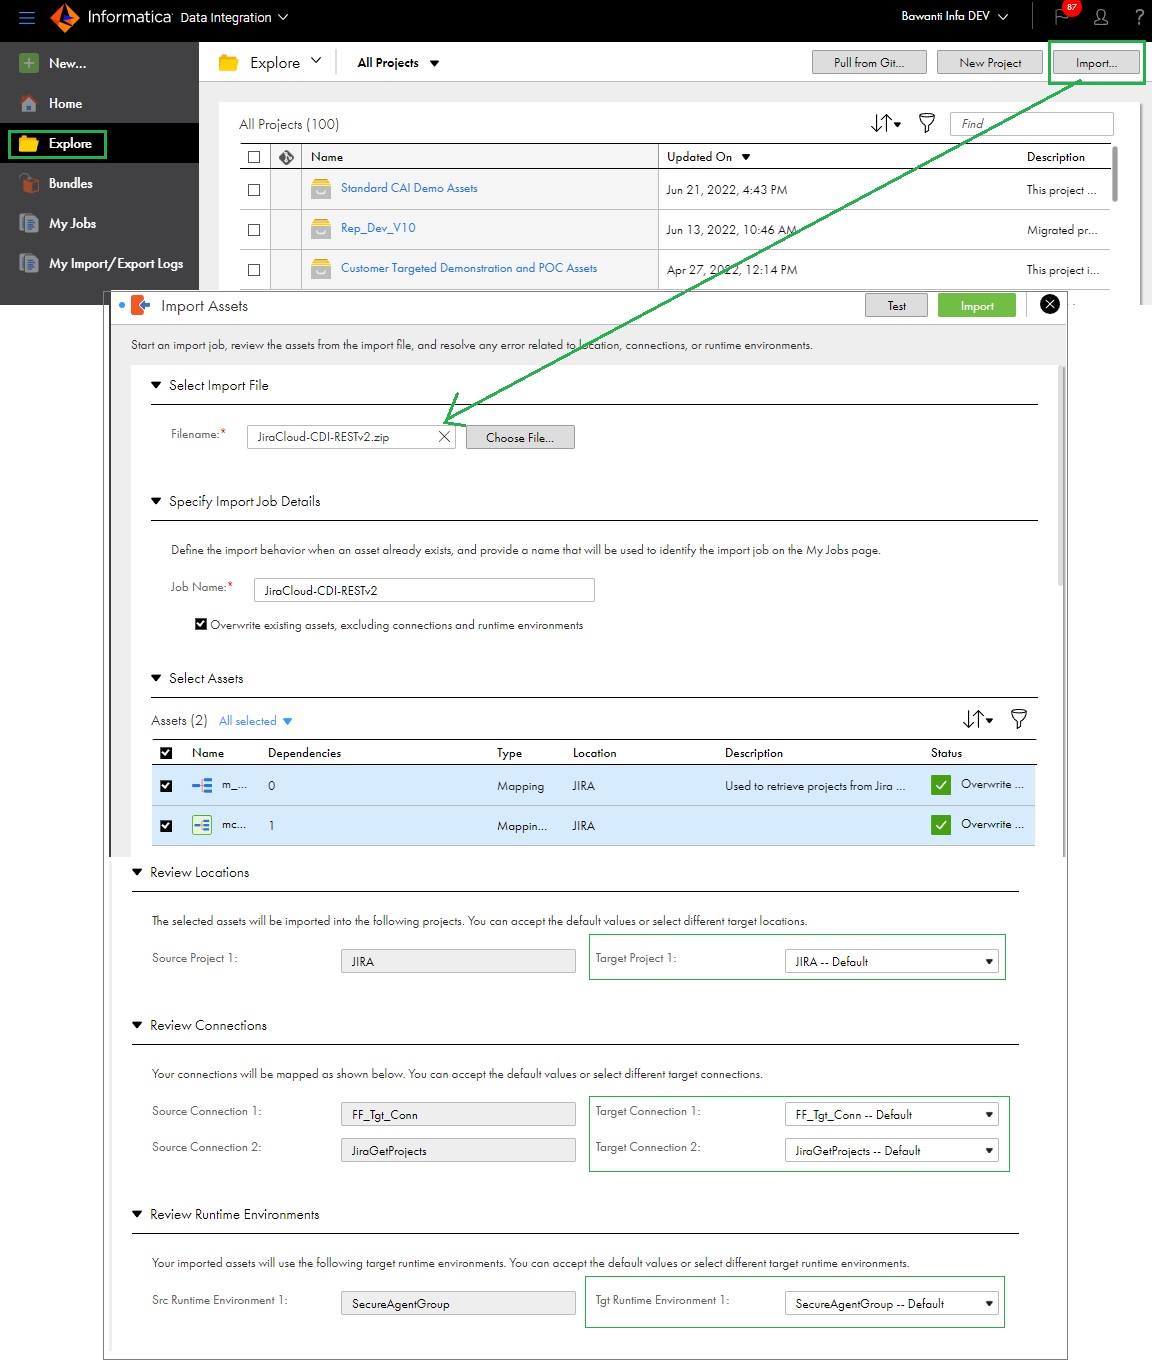 Informatica Data Integration
Bawanti Infa DEV
87
?
New...
Home
Explore
Bundles
My Jobs
My Import/Export Logs
Explore
All Projects
Pull from Git...
New Project
Import...
All Projects (100)
Find
Name
Updated On
Description
Standard CAI Demo Assets
Jun 21, 2022, 4:43 PM
This project ...
Rep_Dev_V10
Jun 13, 2022, 10:46 AM
Migrated pr...
Customer Targeted Demonstration and POC Assets
Apr 27, 2022, 12:14 PM
This project i...
Import Assets
Test
Import
Start an import job, review the assets from the import file, and resolve any error related to location, connections, or runtime environments.
Select Import File
Filename:*
JiraCloud-CDI-RESTv2.zip
Choose File...
Specify Import Job Details
Define the import behavior when an asset already exists, and provide a name that will be used to identify the import job on the My Jobs page.
Job Name:*
JiraCloud-CDI-RESTv2
Overwrite existing assets, excluding connections and runtime environments
Select Assets
Assets (2) All selected
Name Dependencies Type Location Description Status
m_... 0 Mapping JIRA Used to retrieve projects from Jira ... Overwrite ...
mc... 1 Mappin... JIRA Overwrite ...
Review Locations
The selected assets will be imported into the following projects. You can accept the default values or select different target locations.
Source Project 1: JIRA Target Project 1: JIRA -- Default
Review Connections
Your connections will be mapped as shown below. You can accept the default values or select different target connections.
Source Connection 1: FF_Tgt_Conn Target Connection 1: FF_Tgt_Conn -- Default
Source Connection 2: JiraGetProjects Target Connection 2: JiraGetProjects -- Default
Review Runtime Environments
Your imported assets will use the following target runtime environments. You can accept the default values or select different target runtime environments.
Src Runtime Environment 1: SecureAgentGroup Tgt Runtime Environment 1: SecureAgentGroup -- Default